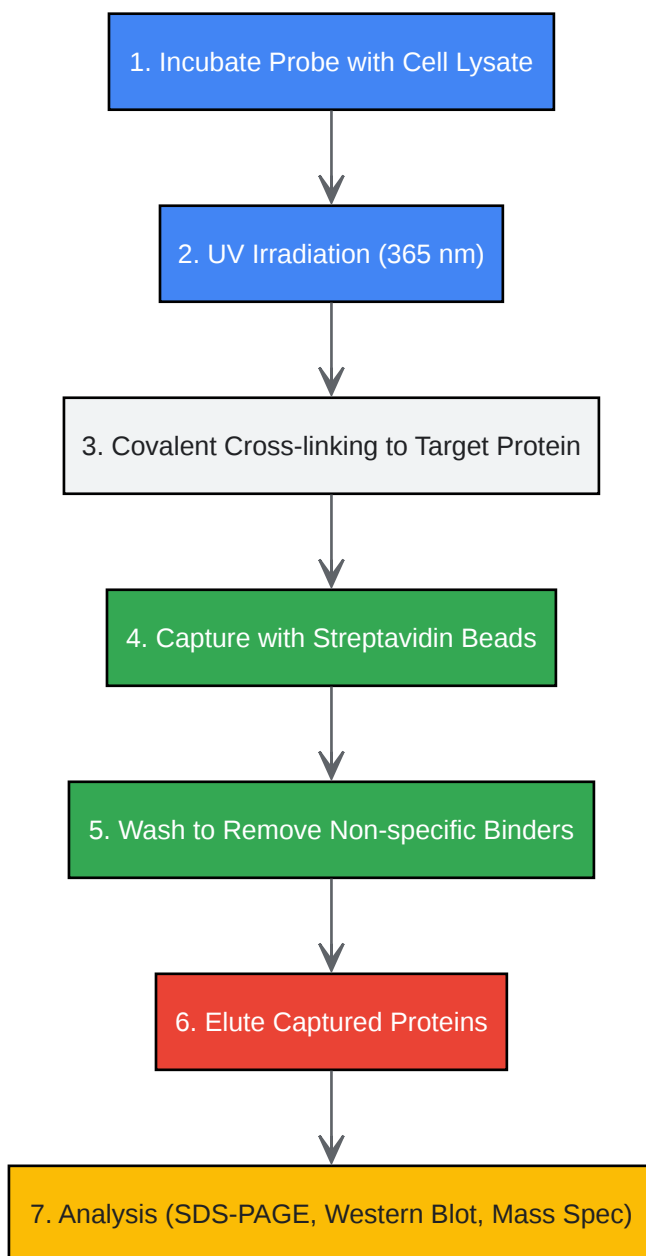 1. Incubate Probe with Cell Lysate
2. UV Irradiation (365 nm)
3. Covalent Cross-linking to Target Protein
4. Capture with Streptavidin Beads
5. Wash to Remove Non-specific Binders
6. Elute Captured Proteins
7. Analysis (SDS-PAGE, Western Blot, Mass Spec)